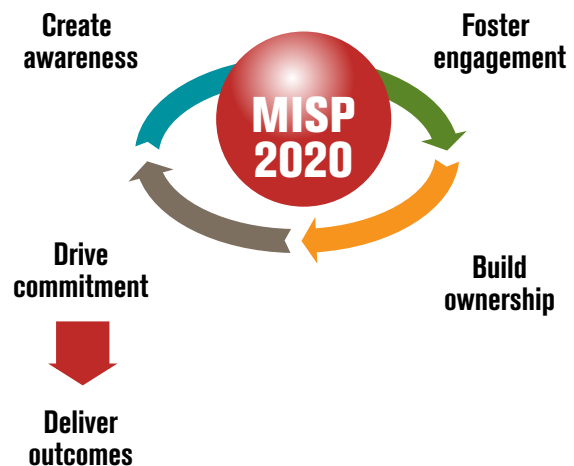 Create
awareness
Foster
engagement
MISP
2020
Drive
commitment
Build
ownership
Deliver
outcomes